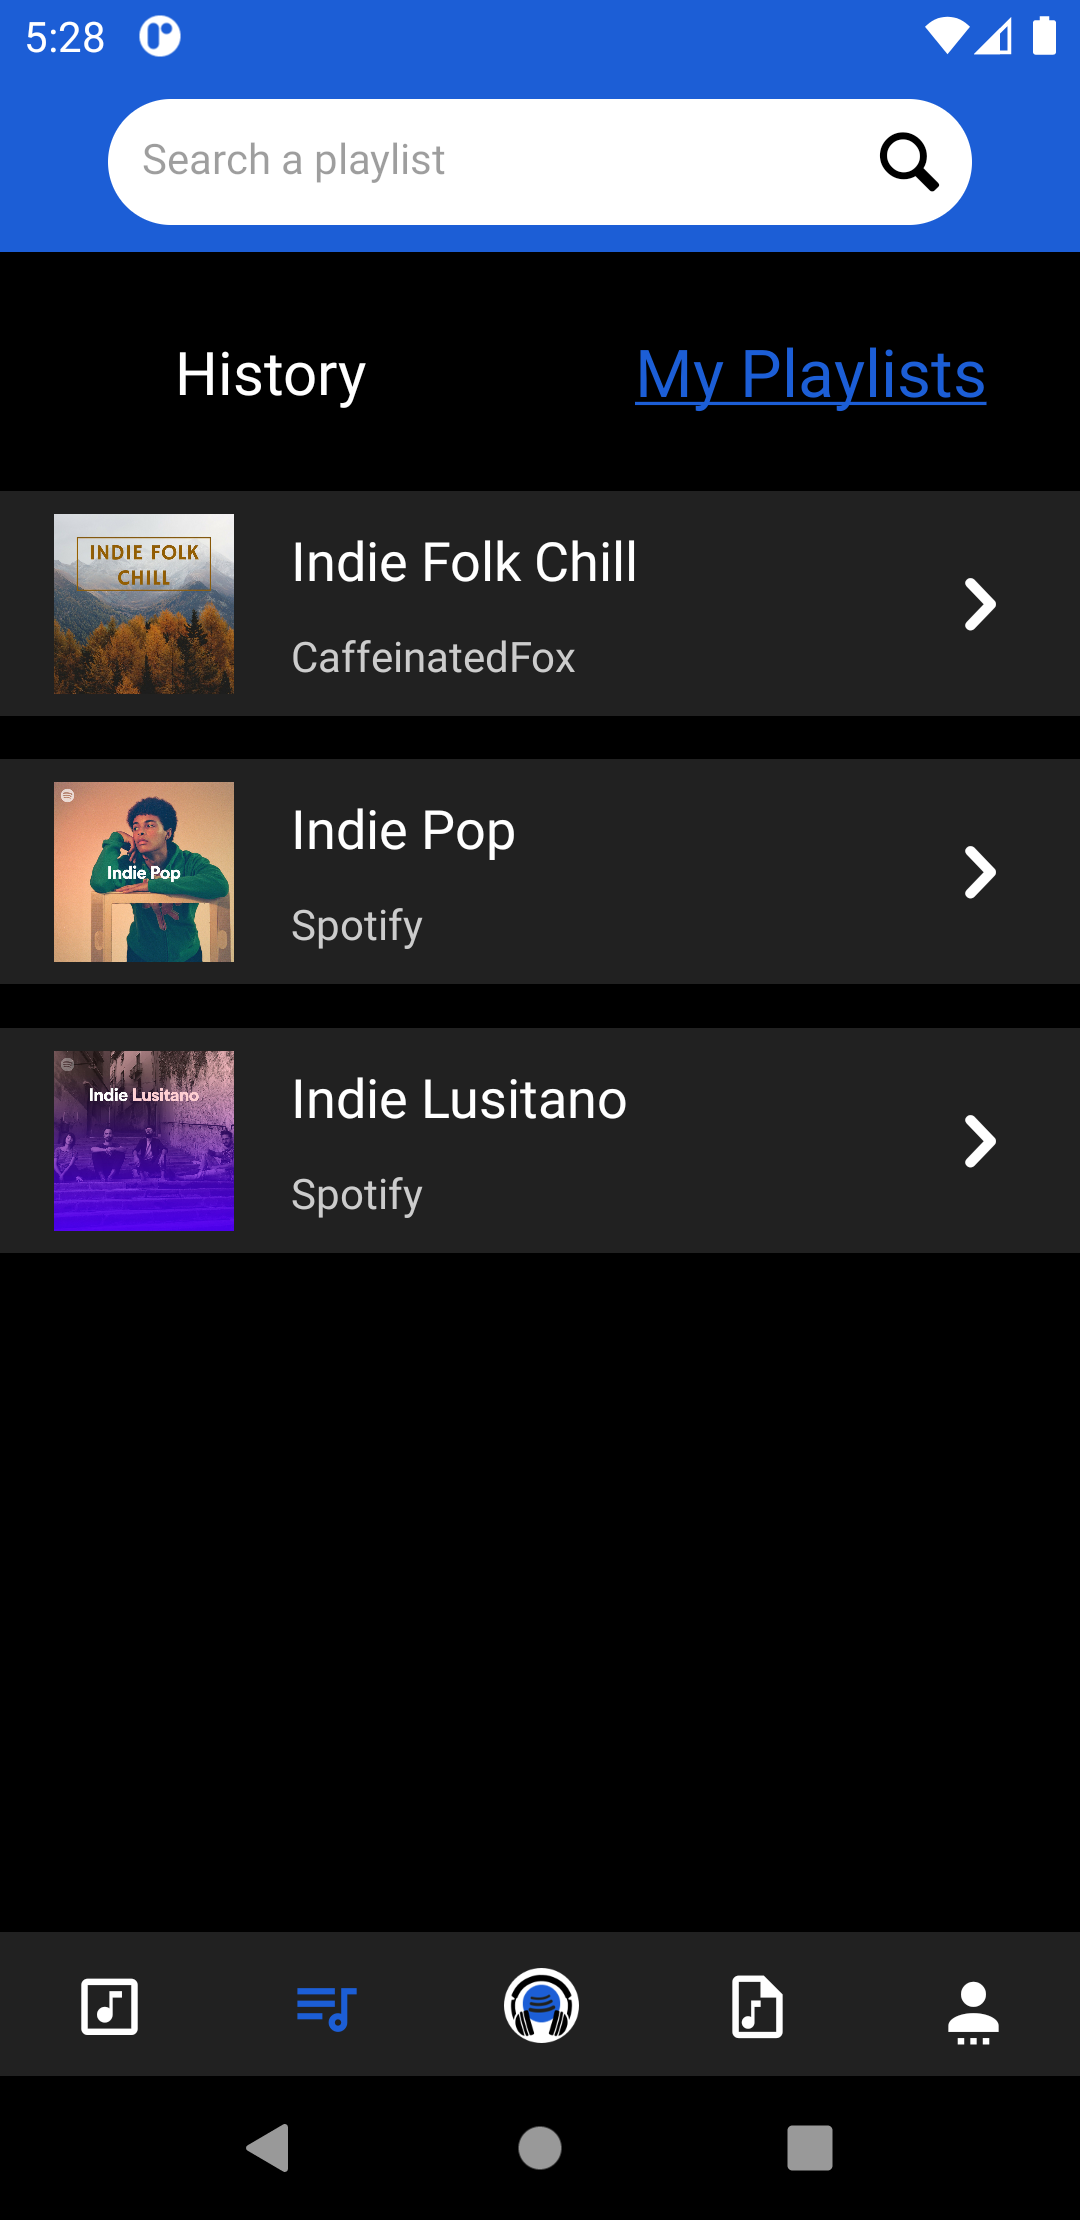 5:28
Search a playlist
History
My Playlists
INDIE FOLK
CHILL
Indie Folk Chill
CaffeinatedFox
Indie Pop
Indie Pop
Spotify
Indie Lusitano
Indie Lusitano
Spotify